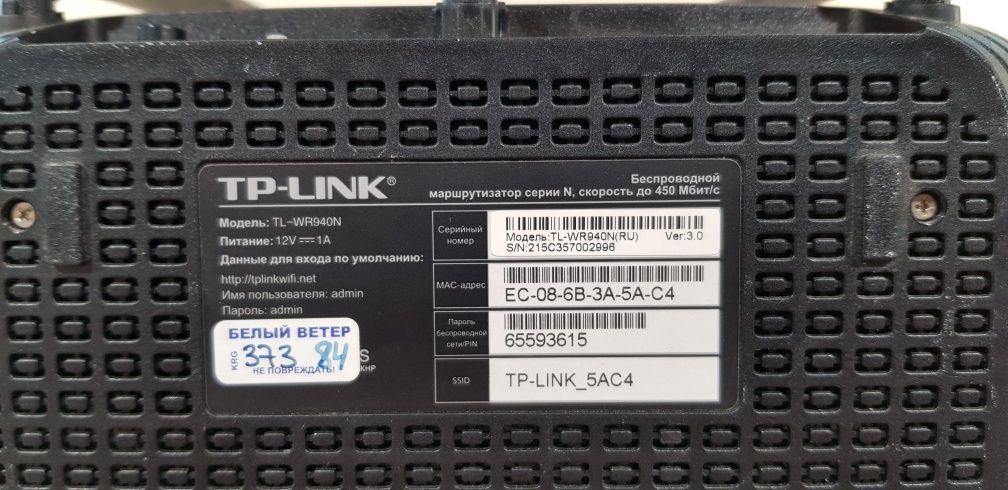 TP-LINK®
Беспроводной
маршрутизатор серии N, скорость до 450 Мбит/с
Модель: TL-WR940N
Питание: 12V⎓1A
Данные для входа по умолчанию:
http://tplinkwifi.net
Имя пользователя: admin
Пароль: admin
БЕЛЫЙ ВЕТЕР
KRG
373 84
НЕ ПОВРЕЖДАТЬ!
S
КНР
Серийный
номер
Модель:TL-WR940N(RU) Ver:3.0
S/N:215C357002996
MAC-адрес
EC-08-6B-3A-5A-C4
Пароль
беспроводной
сети/PIN
65593615
SSID
TP-LINK_5AC4